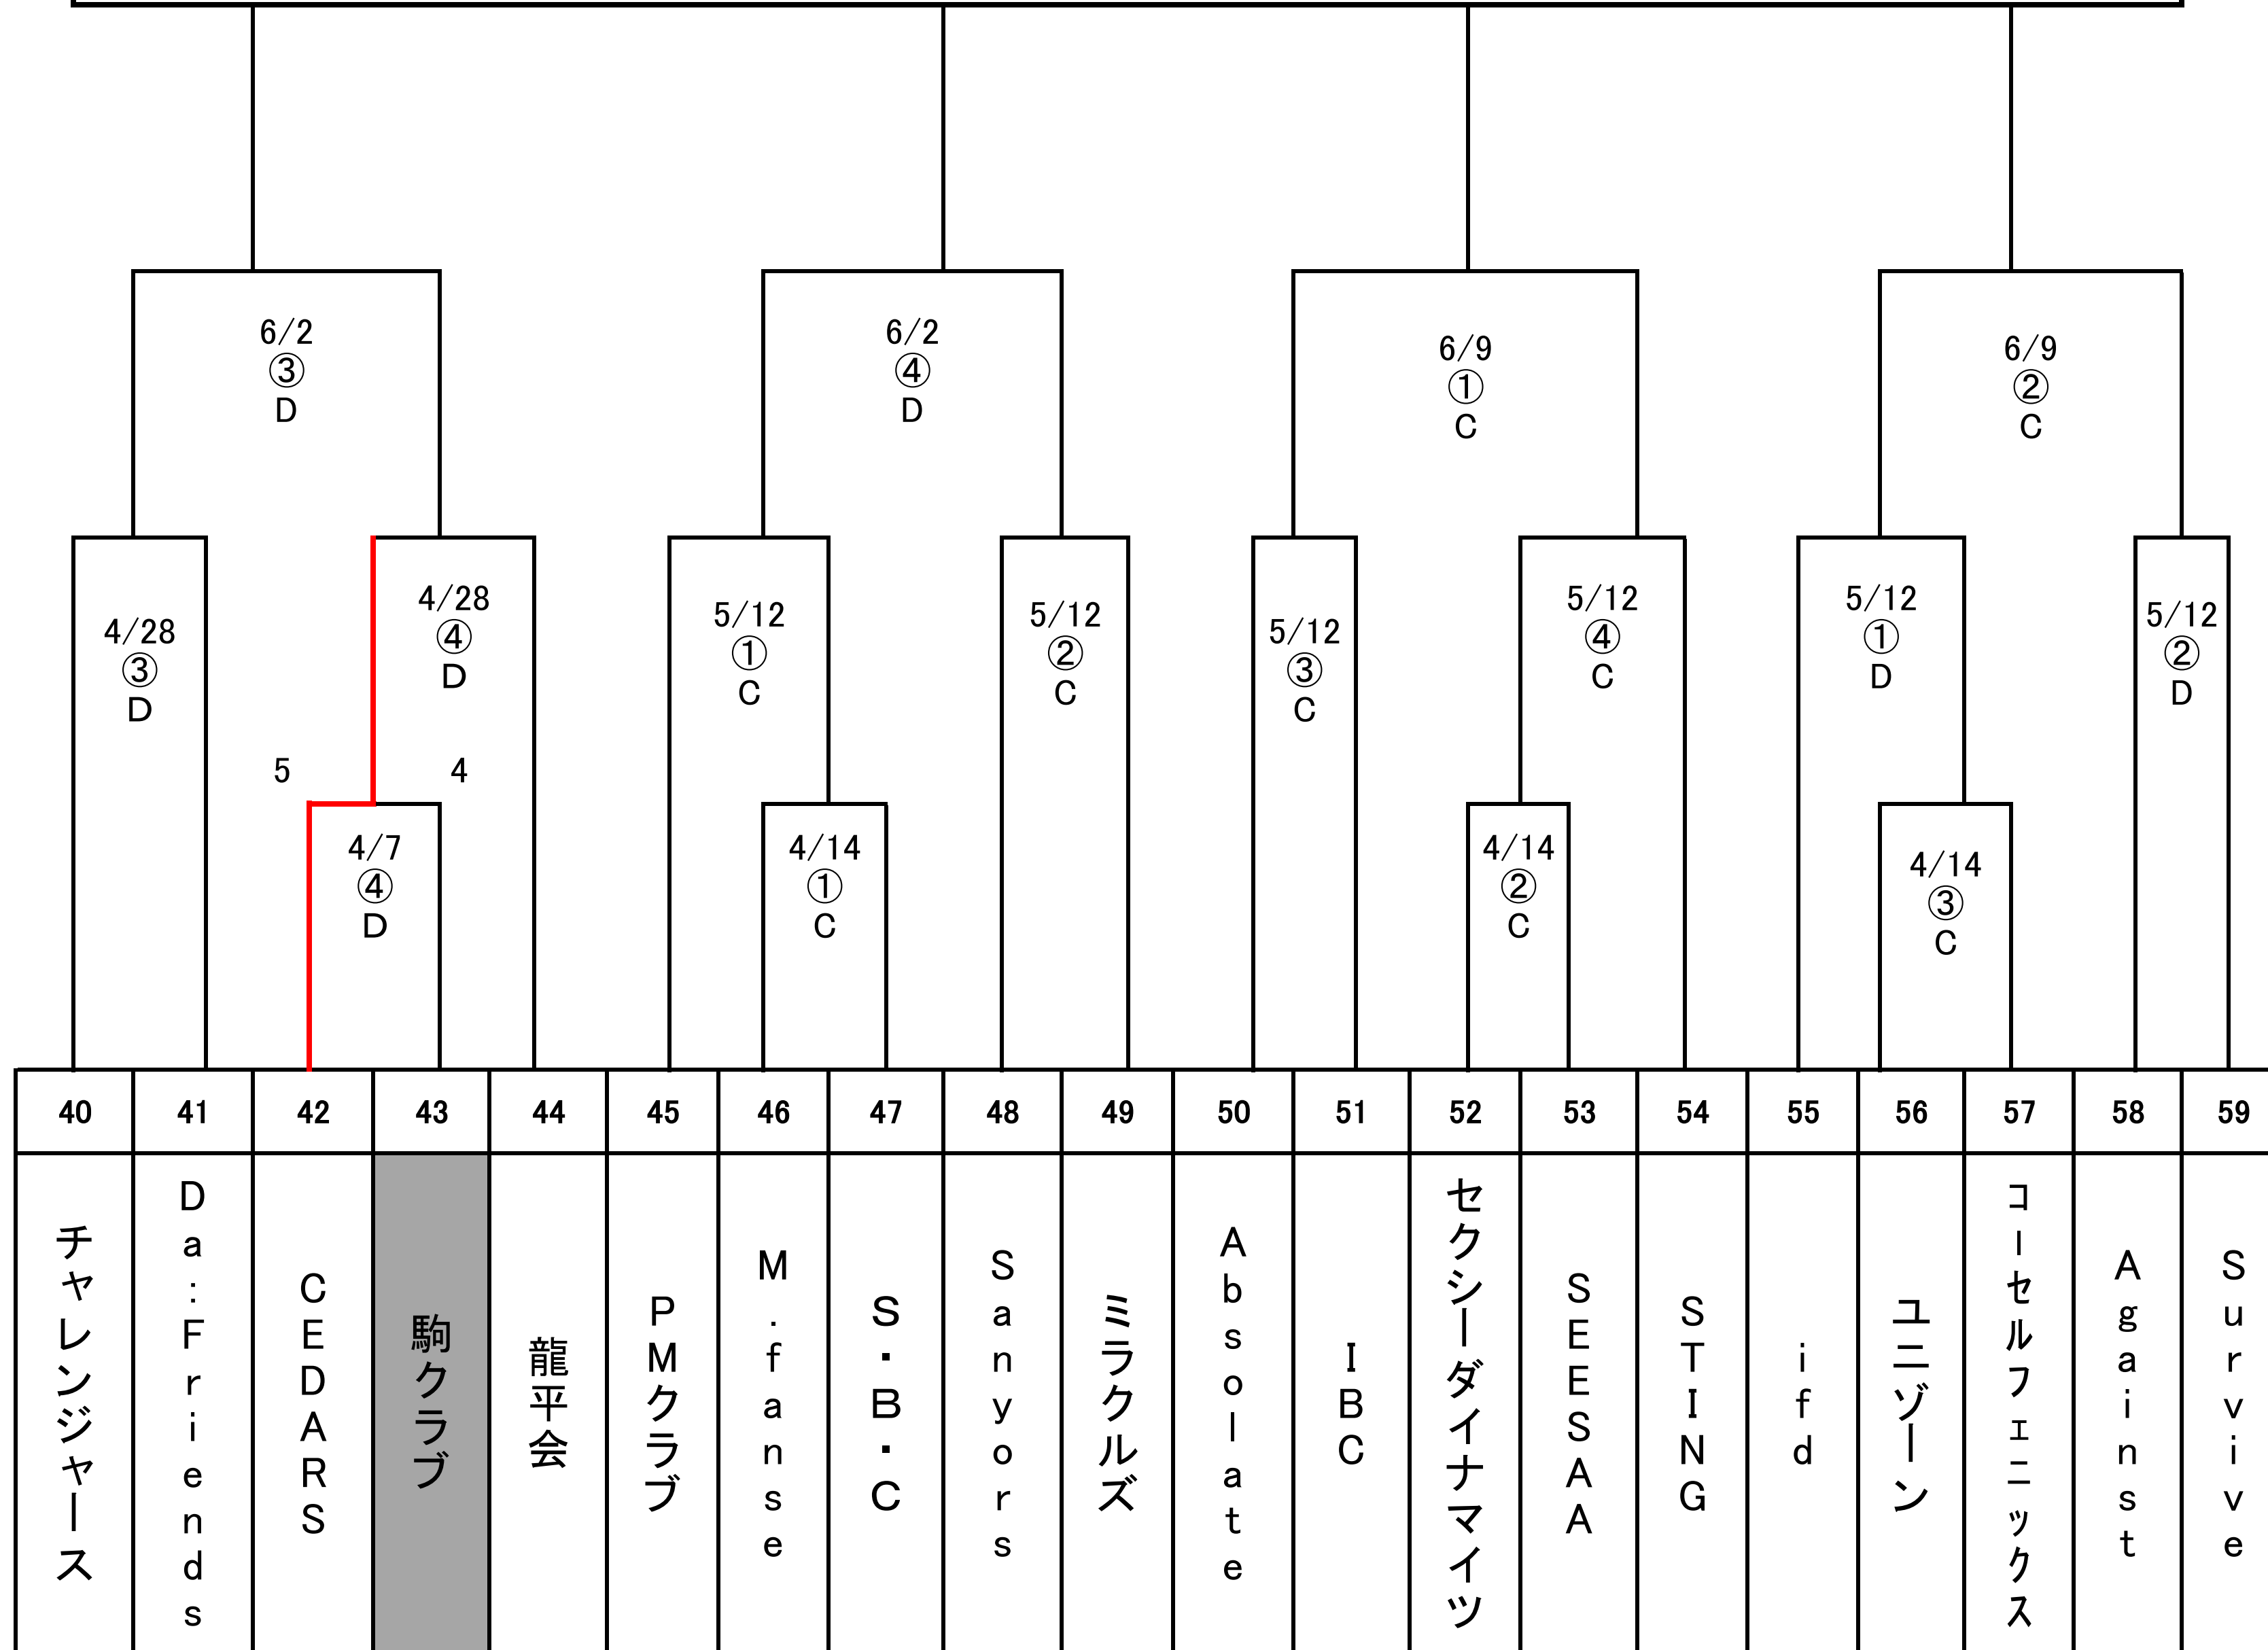 6/2
③
D
6/2
④
D
6/9
①
C
6/9
②
C
4/28
③
D
4/28
④
D
5/12
①
C
5/12
②
C
5/12
③
C
5/12
④
C
5/12
①
D
5/12
②
D
5
4
4/7
④
D
4/14
①
C
4/14
②
C
4/14
③
C
40 41 42 43 44 45 46 47 48 49 50 51 52 53 54 55 56 57 58 59
チャレンジャース
Da:Friends
CEDARS
駒クラブ
龍平会
PMクラブ
M.fanse
S・B・C
Sanyors
ミラクルズ
Absolate
IBC
セクシーダイナマイツ
SEESAA
STING
ifd
ユニゾーン
コーセルフェニックス
Against
Survive